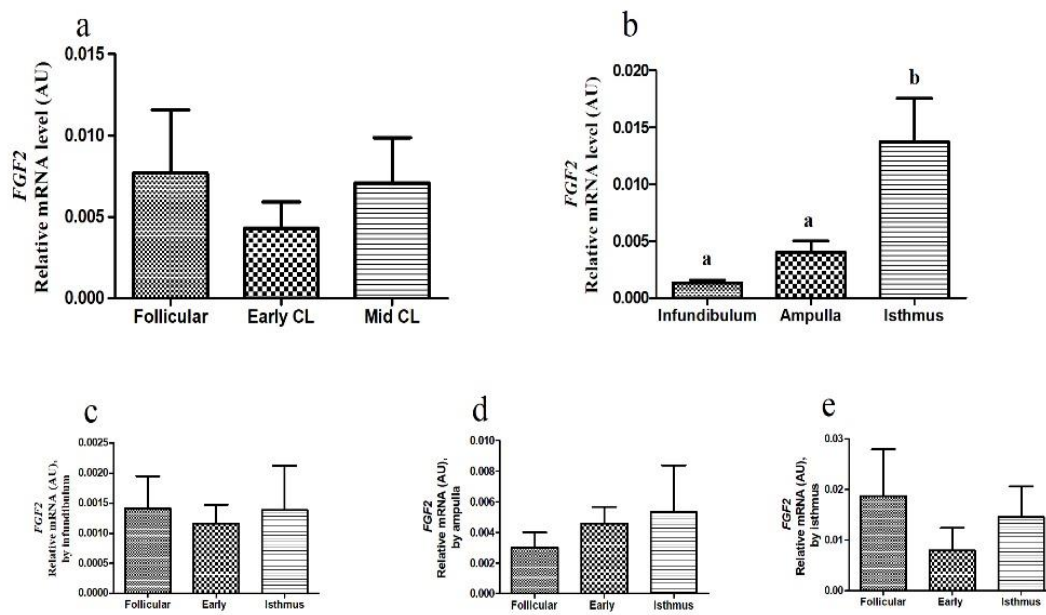 a
FGF2
Relative mRNA level (AU)
0.015
0.010
0.005
0.000
Follicular Early CL Mid CL
b
FGF2
Relative mRNA level (AU)
0.020
0.015
0.010
0.005
0.000
a
a
b
Infundibulum Ampulla Isthmus
c
FGF2
Relative mRNA (AU),
by infundibulum
0.0025
0.0020
0.0015
0.0010
0.0005
0.0000
Follicular Early Isthmus
d
FGF2
Relative mRNA (AU),
by ampulla
0.010
0.008
0.006
0.004
0.002
0.000
Follicular Early Isthmus
e
FGF2
Relative mRNA (AU),
by isthmus
0.03
0.02
0.01
0.00
Follicular Early Isthmus